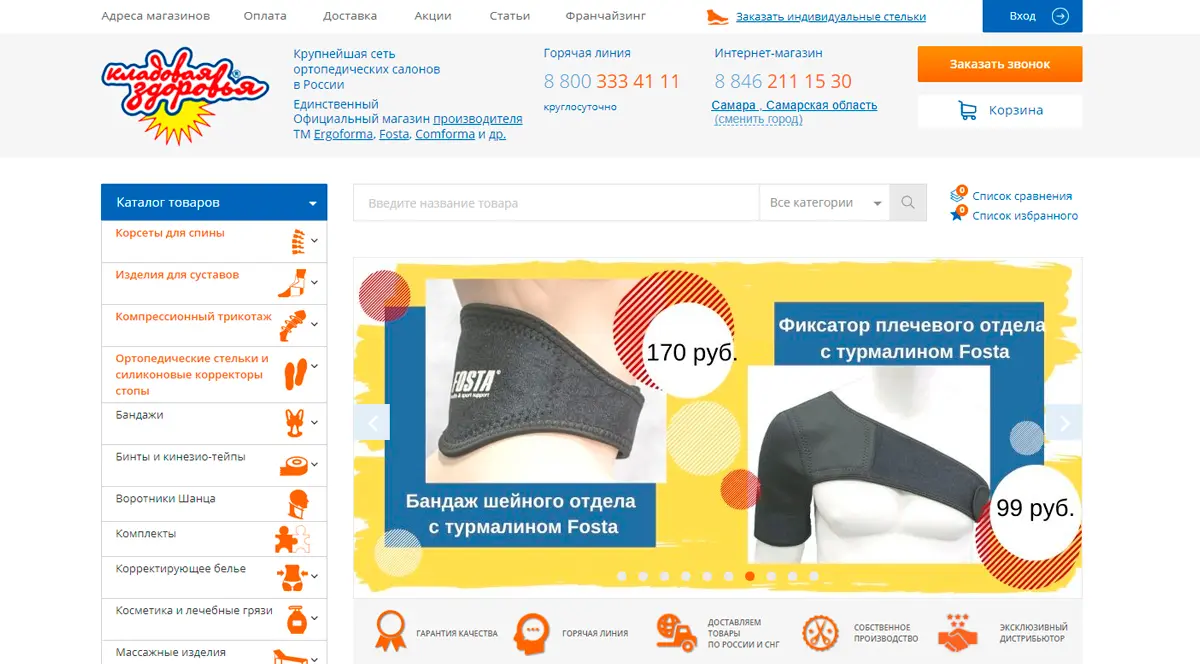 Адреса магазинов
Оплата
Доставка
Акции
Статьи
Франчайзинг
Заказать индивидуальные стельки
Вход
кладовая® здоровья
Крупнейшая сеть
ортопедических салонов
в России
Единственный
Официальный магазин производителя
ТМ Ergoforma, Fosta, Comforma и др.
Горячая линия
8 800 333 41 11
круглосуточно
Интернет-магазин
8 846 211 15 30
Самара , Самарская область
(сменить город)
Заказать звонок
Корзина
Каталог товаров
Введите название товара
Все категории
0
Список сравнения
0
Список избранного
Корсеты для спины
Изделия для суставов
Компрессионный трикотаж
Ортопедические стельки и
силиконовые корректоры
стопы
Бандажи
Бинты и кинезио-тейпы
Воротники Шанца
Комплекты
Корректирующее белье
Косметика и лечебные грязи
Массажные изделия
FOSTA®
170 руб.
Бандаж шейного отдела
с турмалином Fosta
Фиксатор плечевого отдела
с турмалином Fosta
99 руб.
ГАРАНТИЯ КАЧЕСТВА
ГОРЯЧАЯ ЛИНИЯ
ДОСТАВЛЯЕМ
ТОВАРЫ
ПО РОССИИ И СНГ
СОБСТВЕННОЕ
ПРОИЗВОДСТВО
ЭКСКЛЮЗИВНЫЙ
ДИСТРИБЬЮТОР